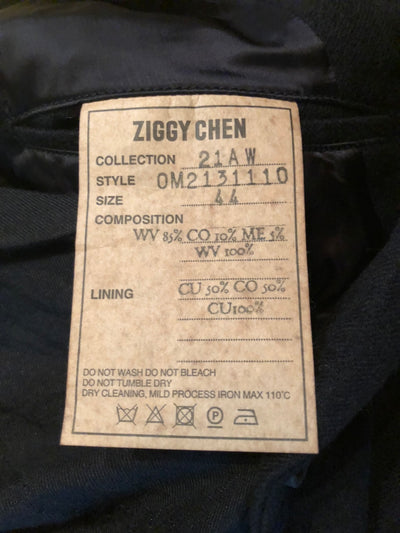 ZIGGY CHEN
COLLECTION 21AW
STYLE 0M2131110
SIZE 44
COMPOSITION
WV 85% CO 10% ME 5%
WV 100%
LINING CU 50% CO 50%
CU100%
DO NOT WASH DO NOT BLEACH
DO NOT TUMBLE DRY
DRY CLEANING, MILD PROCESS IRON MAX 110°C
P